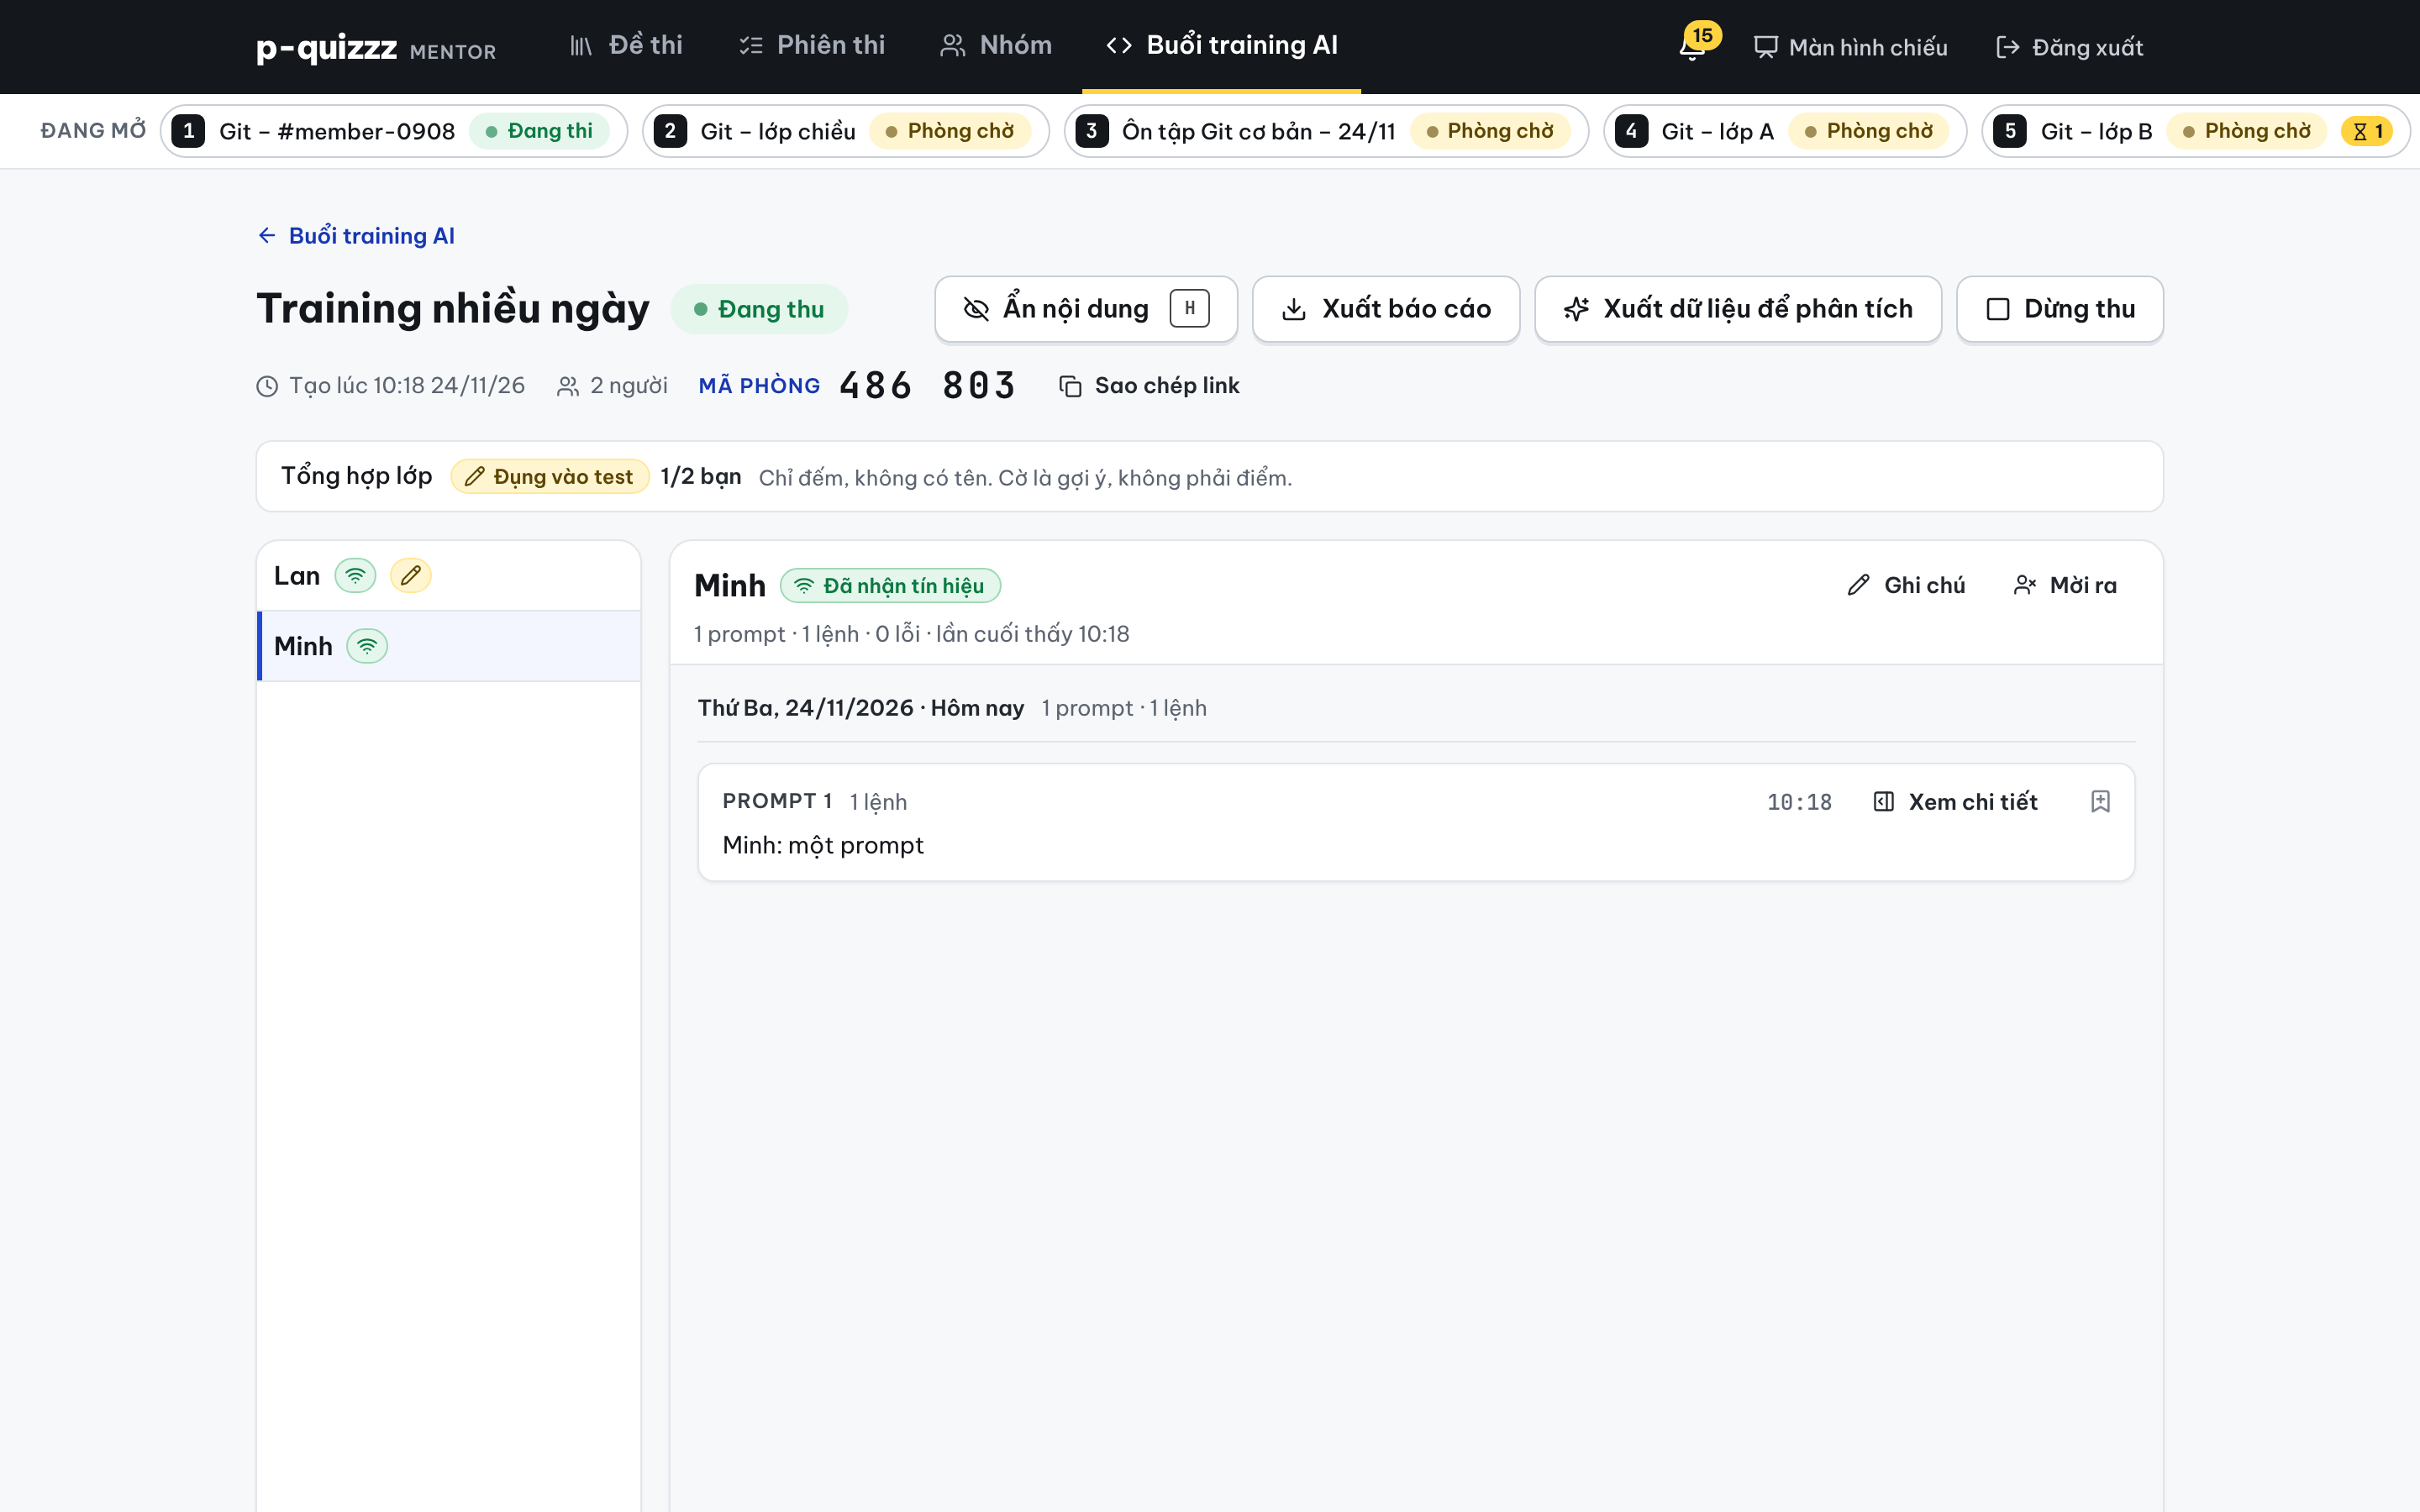 p-quizzz MENTOR Đề thi Phiên thi Nhóm Buổi training AI 15 Màn hình chiếu Đăng xuất
ĐANG MỞ 1 Git – #member-0908 Đang thi 2 Git – lớp chiều Phòng chờ 3 Ôn tập Git cơ bản – 24/11 Phòng chờ 4 Git – lớp A Phòng chờ 5 Git – lớp B Phòng chờ 1
Buổi training AI
Training nhiều ngày Đang thu Ẩn nội dung H Xuất báo cáo Xuất dữ liệu để phân tích Dừng thu
Tạo lúc 10:18 24/11/26 2 người MÃ PHÒNG 486 803 Sao chép link
Tổng hợp lớp Đụng vào test 1/2 bạn Chỉ đếm, không có tên. Cờ là gợi ý, không phải điểm.
Lan
Minh
Minh Đã nhận tín hiệu Ghi chú Mời ra
1 prompt · 1 lệnh · 0 lỗi · lần cuối thấy 10:18
Thứ Ba, 24/11/2026 · Hôm nay 1 prompt · 1 lệnh
PROMPT 1 1 lệnh 10:18 Xem chi tiết
Minh: một prompt